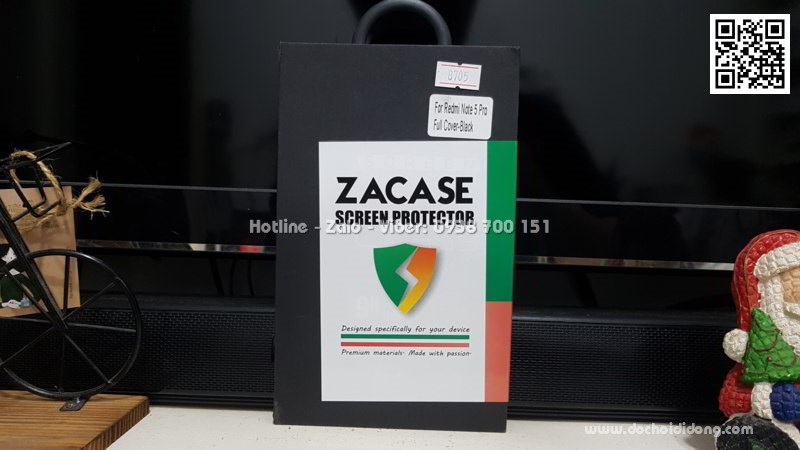 8705
For Redmi Note 5 Pro
Full Cover-Black
ZACASE
SCREEN PROTECTOR
Hotline - Zalo - Viber: 0938 700 151
Designed specifically for your device
Premium materials· Made with passion·
www.dochoididong.com